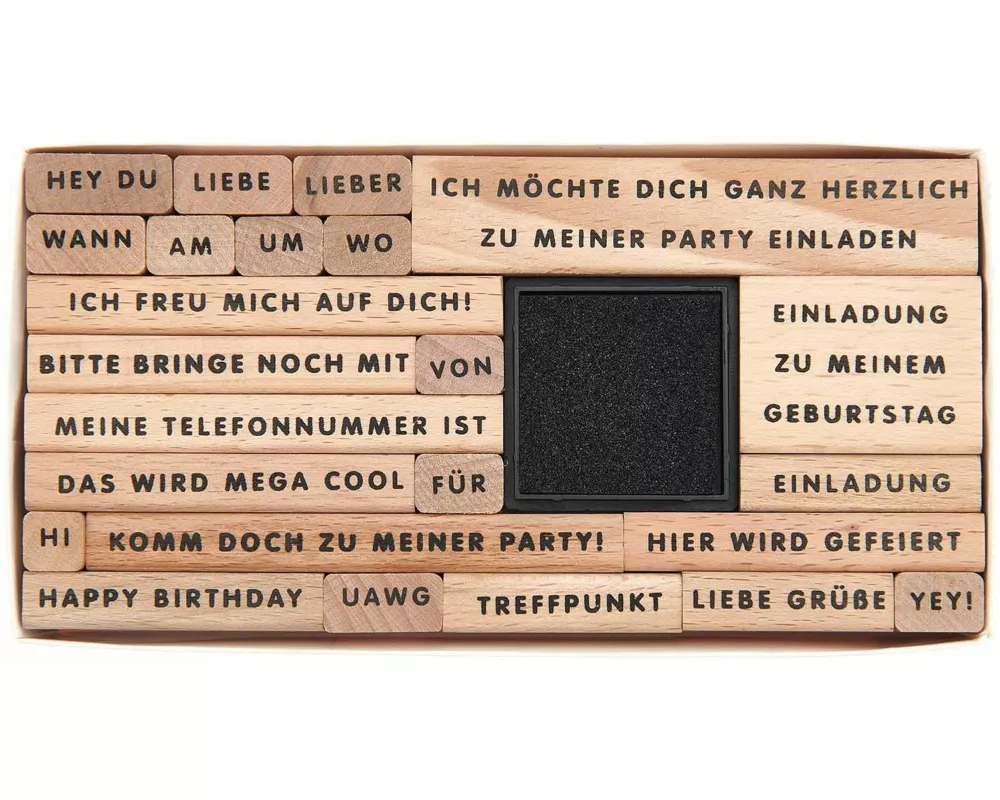 HEY DU
LIEBE
LIEBER
ICH MÖCHTE DICH GANZ HERZLICH
ZU MEINER PARTY EINLADEN
WANN
AM
UM
WO
ICH FREU MICH AUF DICH!
EINLADUNG
ZU MEINEM
GEBURTSTAG
BITTE BRINGE NOCH MIT
VON
MEINE TELEFONNUMMER IST
DAS WIRD MEGA COOL
FÜR
EINLADUNG
HI
KOMM DOCH ZU MEINER PARTY!
HIER WIRD GEFEIERT
HAPPY BIRTHDAY
UAWG
TREFFPUNKT
LIEBE GRÜßE
YEY!